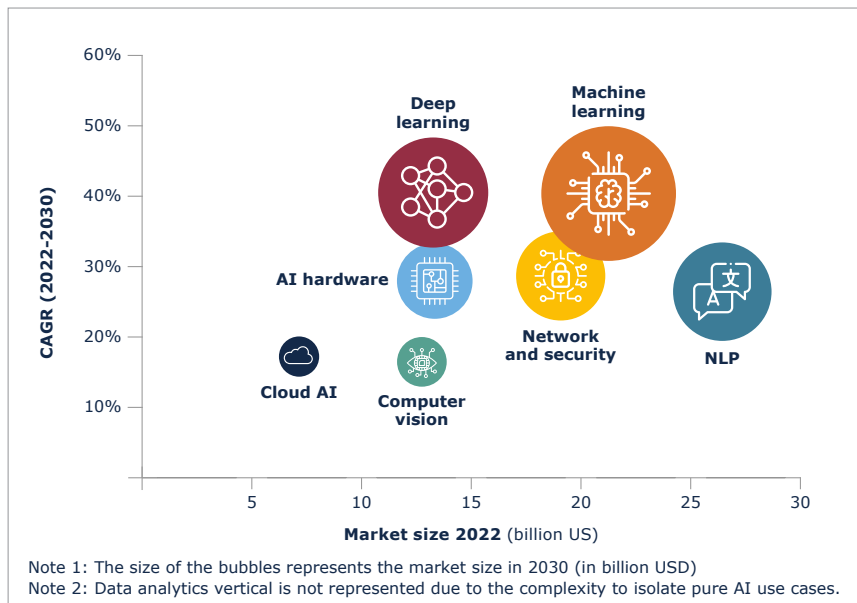 60%
50%
40%
30%
20%
10%
CAGR (2022-2030)
Deep
learning
Machine
learning
AI hardware
Network
and security
A
文
NLP
Cloud AI
Computer
vision
5
10
15
20
25
30
Market size 2022 (billion US)
Note 1: The size of the bubbles represents the market size in 2030 (in billion USD)
Note 2: Data analytics vertical is not represented due to the complexity to isolate pure AI use cases.